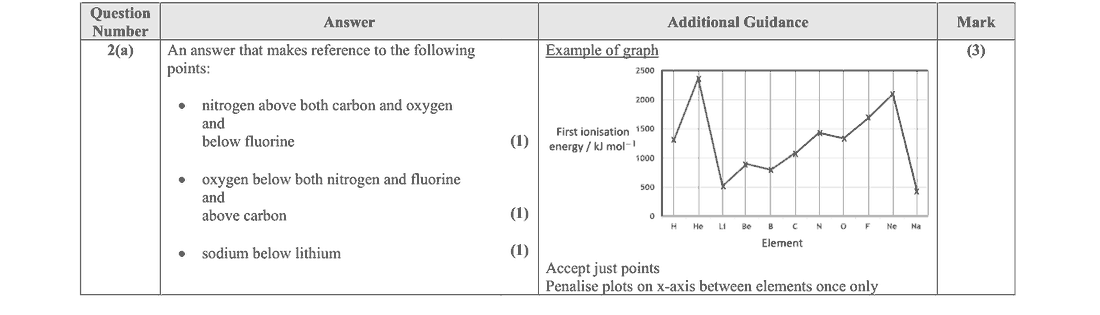 Question Number
Answer
Additional Guidance
Mark
2(a)
An answer that makes reference to the following
points:
• nitrogen above both carbon and oxygen
and
below fluorine (1)
• oxygen below both nitrogen and fluorine
and
above carbon (1)
• sodium below lithium (1)
Example of graph
2500
2000
1500
1000
500
0
First ionisation
energy / kJ mol⁻¹
H He Li Be B C N O F Ne Na
Element
Accept just points
Penalise plots on x-axis between elements once only
(3)